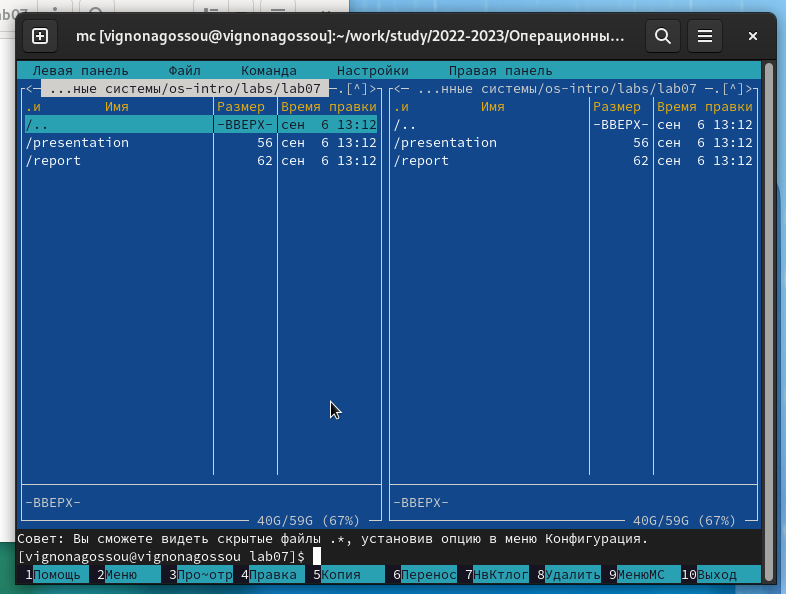 b07
mc [vignonagossou@vignonagossou]:~/work/study/2022-2023/Операционны…
Левая панель Файл Команда Настройки Правая панель
<— ...ные системы/os-intro/labs/lab07 —.[^]>
.и Имя Размер Время правки
/.. -ВВЕРХ- сен 6 13:12
/presentation 56 сен 6 13:12
/report 62 сен 6 13:12
-ВВЕРХ-
40G/59G (67%)
<— ...нные системы/os-intro/labs/lab07 —.[^]>
.и Имя Размер Время правки
/.. -ВВЕРХ- сен 6 13:12
/presentation 56 сен 6 13:12
/report 62 сен 6 13:12
-ВВЕРХ-
40G/59G (67%)
Совет: Вы сможете видеть скрытые файлы .*, установив опцию в меню Конфигурация.
[vignonagossou@vignonagossou lab07]$
1Помощь 2Меню 3Про~отр 4Правка 5Копия 6Перенос 7НвКтлог 8Удалить 9МенюМС 10Выход